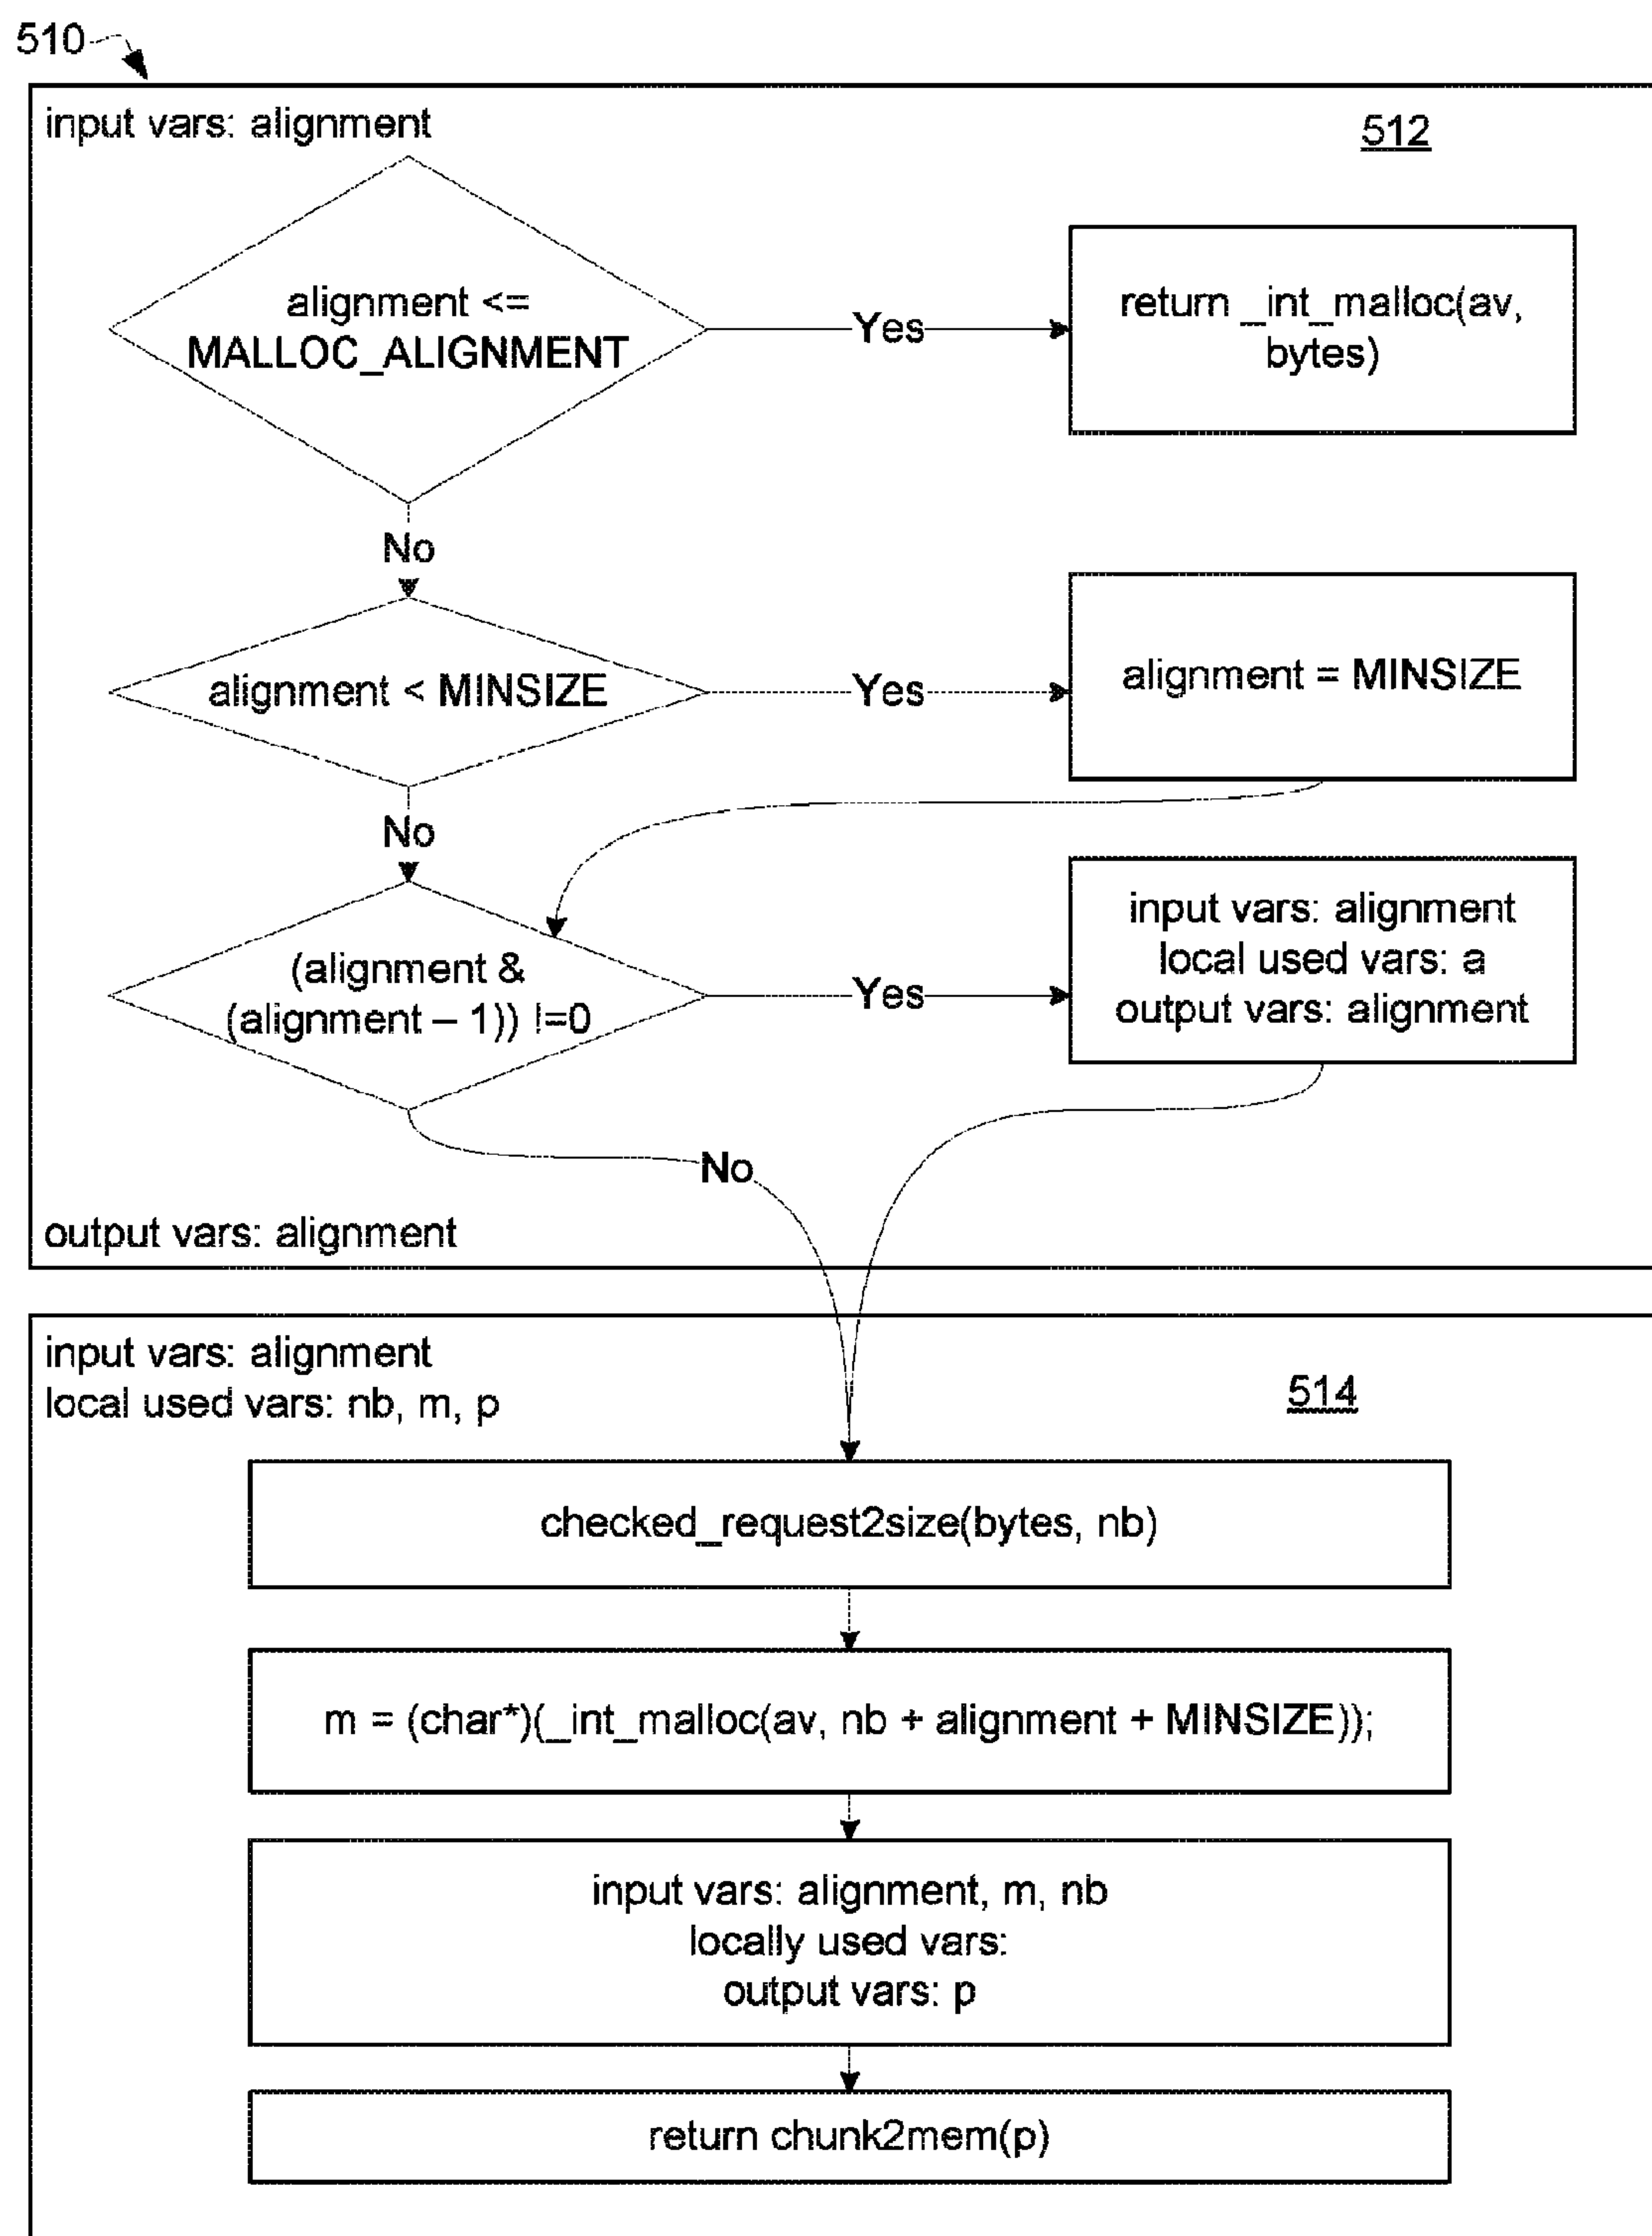 510
input vars: alignment
512
alignment <=
MALLOC_ALIGNMENT
Yes
return _int_malloc(av,
bytes)
No
alignment < MINSIZE
Yes
alignment = MINSIZE
No
(alignment &
(alignment – 1)) !=0
Yes
input vars: alignment
local used vars: a
output vars: alignment
No
output vars: alignment
input vars: alignment
local used vars: nb, m, p
514
checked_request2size(bytes, nb)
m = (char*)(_int_malloc(av, nb + alignment + MINSIZE));
input vars: alignment, m, nb
locally used vars:
output vars: p
return chunk2mem(p)